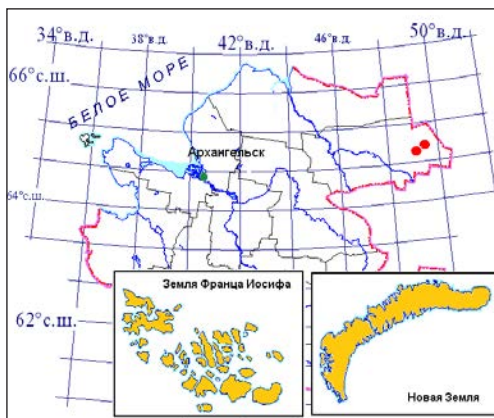 34°в.д.
38°в.д.
42°в.д.
46°в.д.
50°в.д.
66°с.ш.
БЕЛОЕ МОРЕ
Архангельск
64°с.ш.
62°с.ш.
Земля Франца Иосифа
Новая Земля